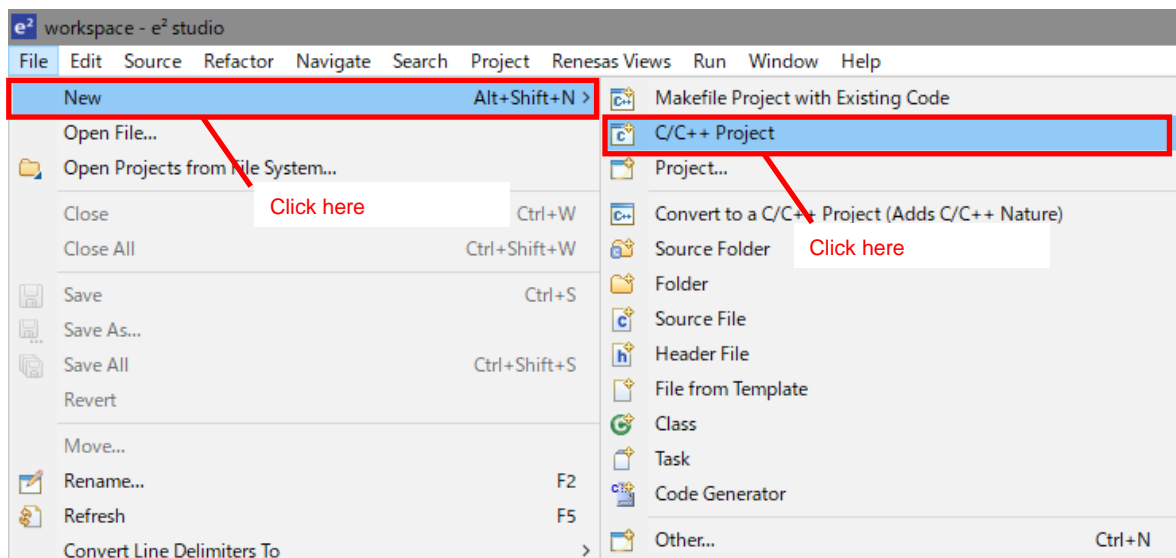 e² workspace - e² studio
File Edit Source Refactor Navigate Search Project Renesas Views Run Window Help
New Alt+Shift+N >
Open File...
Open Projects from File System...
Click here
Close Ctrl+W
Close All Ctrl+Shift+W
Save Ctrl+S
Save As...
Save All Ctrl+Shift+S
Revert
Move...
Rename... F2
Refresh F5
Convert Line Delimiters To >
Makefile Project with Existing Code
C/C++ Project
Project...
Convert to a C/C++ Project (Adds C/C++ Nature)
Click here
Source Folder
Folder
Source File
Header File
File from Template
Class
Task
Code Generator
Other... Ctrl+N